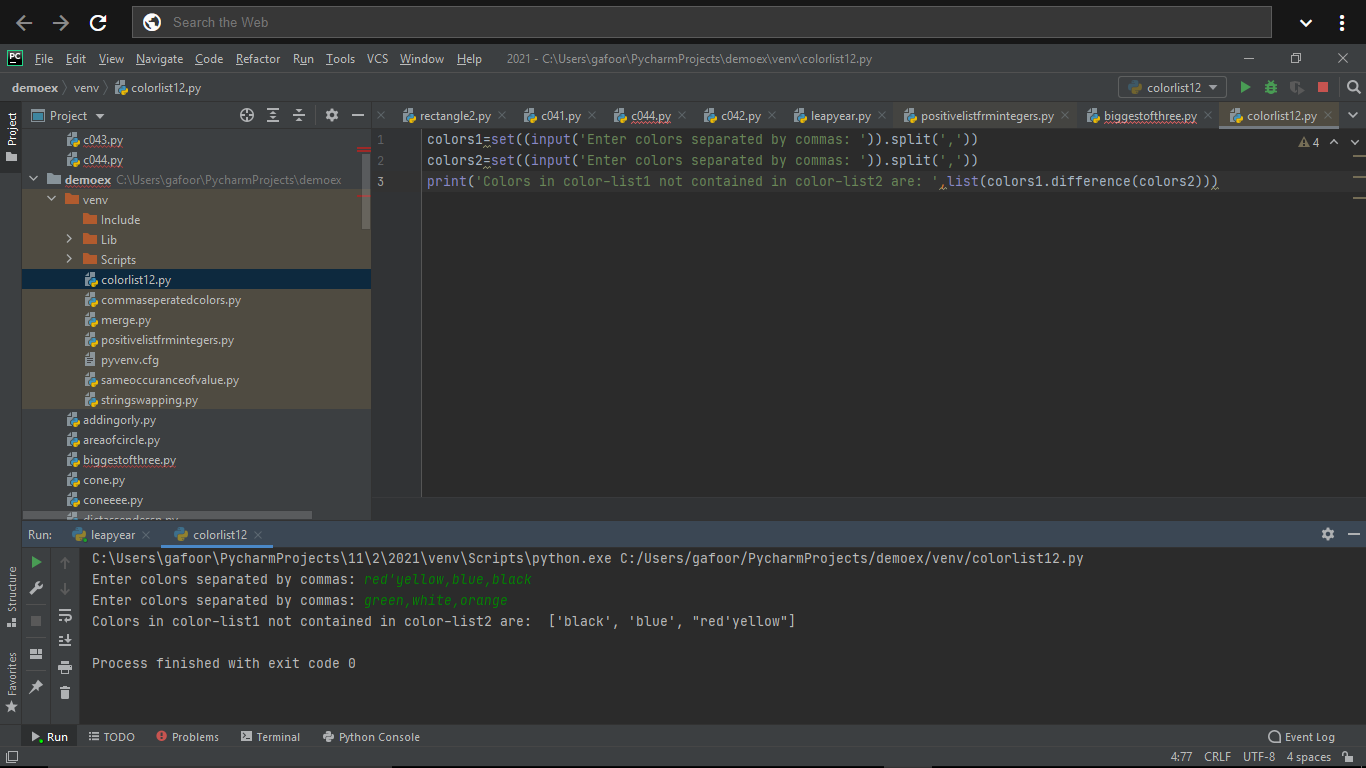 Search the Web
PC File Edit View Navigate Code Refactor Run Tools VCS Window Help 2021 - C:\Users\gafoor\PycharmProjects\demoex\venv\colorlist12.py
demoex venv colorlist12.py colorlist12
Project rectangle2.py c041.py c044.py c042.py leapyear.py positivelistfrmintegers.py biggestofthree.py colorlist12.py
Project
c043.py
c044.py
demoex C:\Users\gafoor\PycharmProjects\demoex
venv
Include
Lib
Scripts
colorlist12.py
commaseperatedcolors.py
merge.py
positivelistfrmintegers.py
pyvenv.cfg
sameoccuranceofvalue.py
stringswapping.py
addingorly.py
areaofcircle.py
biggestofthree.py
cone.py
coneeee.py
1 colors1=set((input('Enter colors separated by commas: ')).split(','))
2 colors2=set((input('Enter colors separated by commas: ')).split(','))
3 print('Colors in color-list1 not contained in color-list2 are: ',list(colors1.difference(colors2)))
4
Run: leapyear colorlist12
C:\Users\gafoor\PycharmProjects\11\2\2021\venv\Scripts\python.exe C:/Users/gafoor/PycharmProjects/demoex/venv/colorlist12.py
Enter colors separated by commas: red'yellow,blue,black
Enter colors separated by commas: green,white,orange
Colors in color-list1 not contained in color-list2 are:  ['black', 'blue', "red'yellow"]
Process finished with exit code 0
Structure
Favorites
Run TODO Problems Terminal Python Console Event Log
4:77 CRLF UTF-8 4 spaces